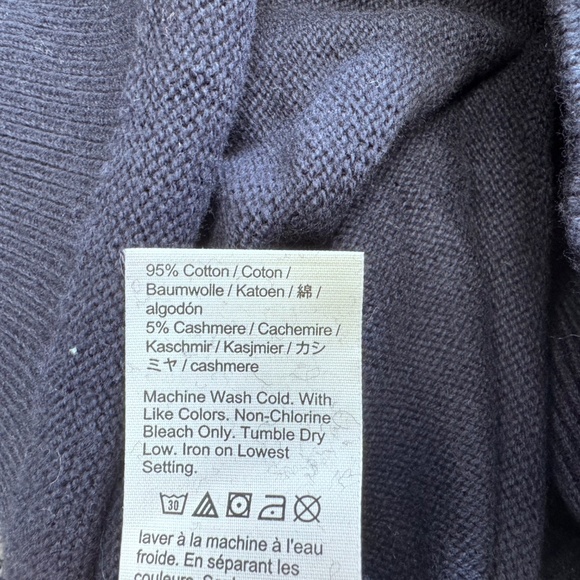 95% Cotton / Coton /
Baumwolle / Katoen / 綿 /
algodón
5% Cashmere / Cachemire /
Kaschmir / Kasjmier / カシ
ミヤ / cashmere
Machine Wash Cold. With
Like Colors. Non-Chlorine
Bleach Only. Tumble Dry
Low. Iron on Lowest
Setting.
30
laver à la machine à l'eau
froide. En séparant les
couleurs.